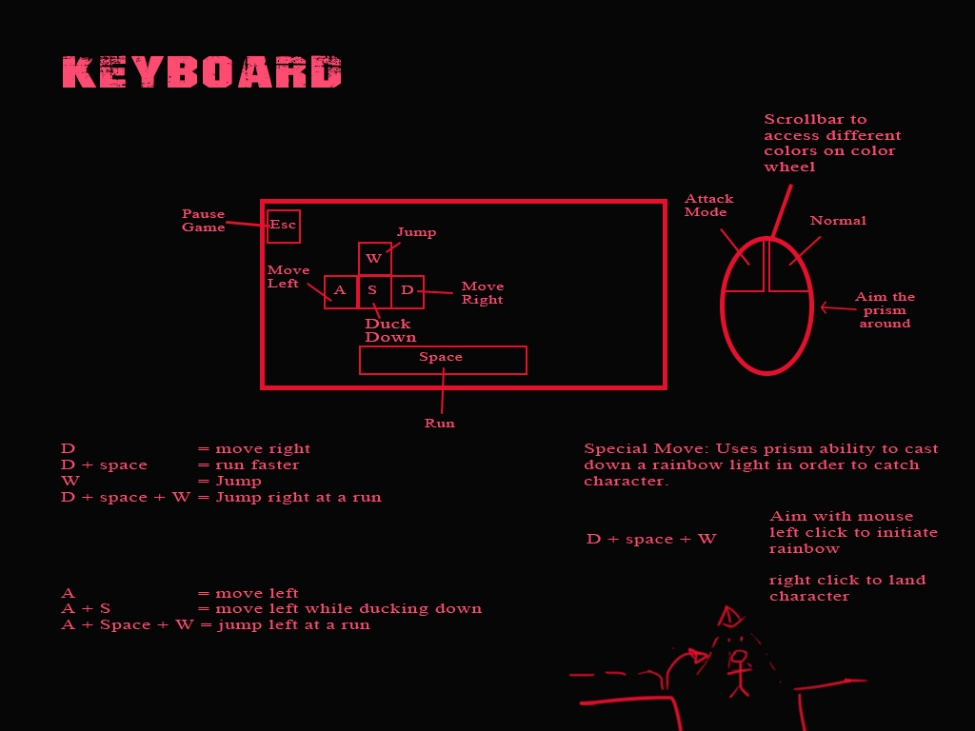 KEYBOARD
Scrollbar to
access different
colors on color
wheel
Attack
Mode
Normal
Aim the
prism
around
Pause
Game
Esc
Jump
W
Move
Left
A
S
D
Move
Right
Duck
Down
Space
Run
D = move right
D + space = run faster
W = Jump
D + space + W = Jump right at a run
A = move left
A + S = move left while ducking down
A + Space + W = jump left at a run
Special Move: Uses prism ability to cast
down a rainbow light in order to catch
character.
D + space + W
Aim with mouse
left click to initiate
rainbow
right click to land
character